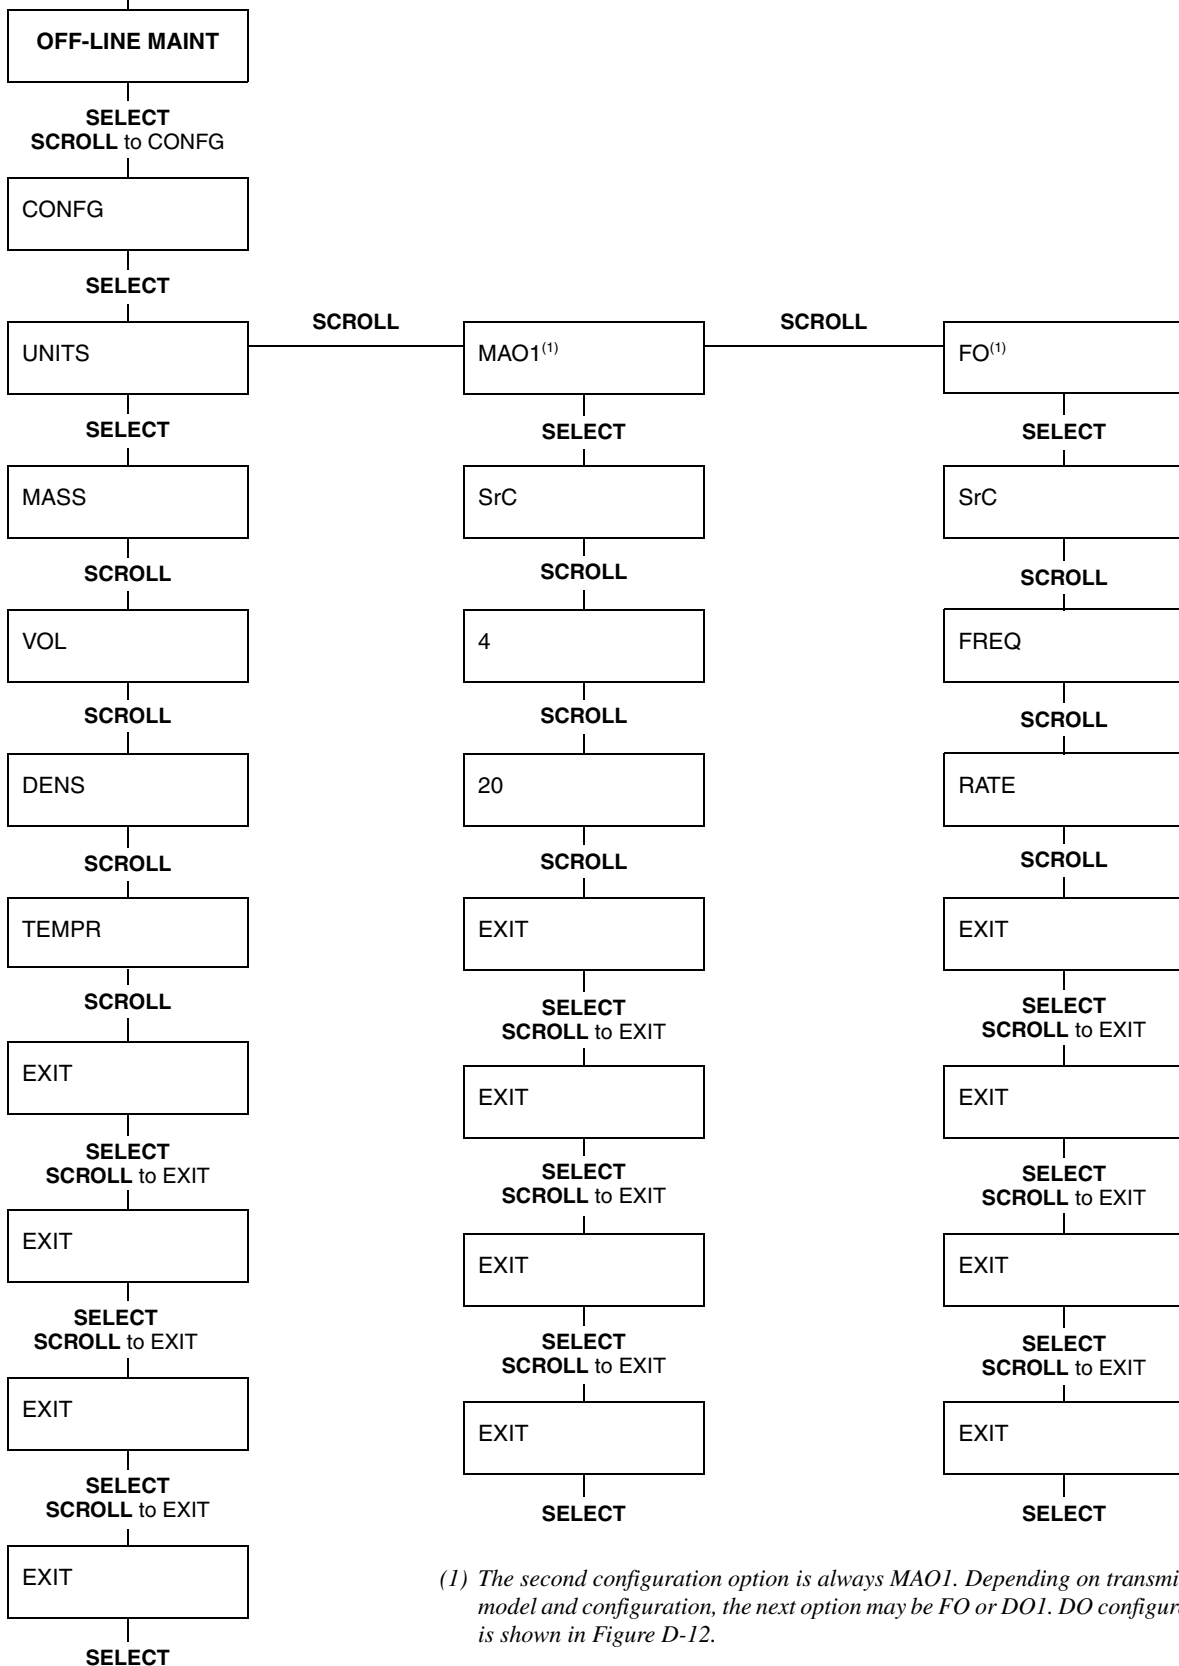 OFF-LINE MAINT
SELECT
SCROLL to CONFG
CONFG
SELECT
UNITS
SELECT
MASS
SCROLL
VOL
SCROLL
DENS
SCROLL
TEMPR
SCROLL
EXIT
SELECT
SCROLL to EXIT
EXIT
SELECT
SCROLL to EXIT
EXIT
SELECT
SCROLL to EXIT
EXIT
SELECT
SCROLL
MAO1(1)
SELECT
SrC
SCROLL
4
SCROLL
20
SCROLL
EXIT
SELECT
SCROLL to EXIT
EXIT
SELECT
SCROLL to EXIT
EXIT
SELECT
SCROLL to EXIT
EXIT
SELECT
SCROLL
FO(1)
SELECT
SrC
SCROLL
FREQ
SCROLL
RATE
SCROLL
EXIT
SELECT
SCROLL to EXIT
EXIT
SELECT
SCROLL to EXIT
EXIT
SELECT
SCROLL to EXIT
EXIT
SELECT
(1) The second configuration option is always MAO1. Depending on
model and configuration, the next option may be FO or DO1. DO
is shown in Figure D-12.